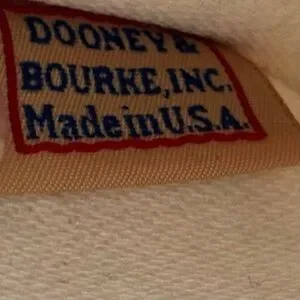 DOONEY &
BOURKE, INC.
Made in U.S.A.